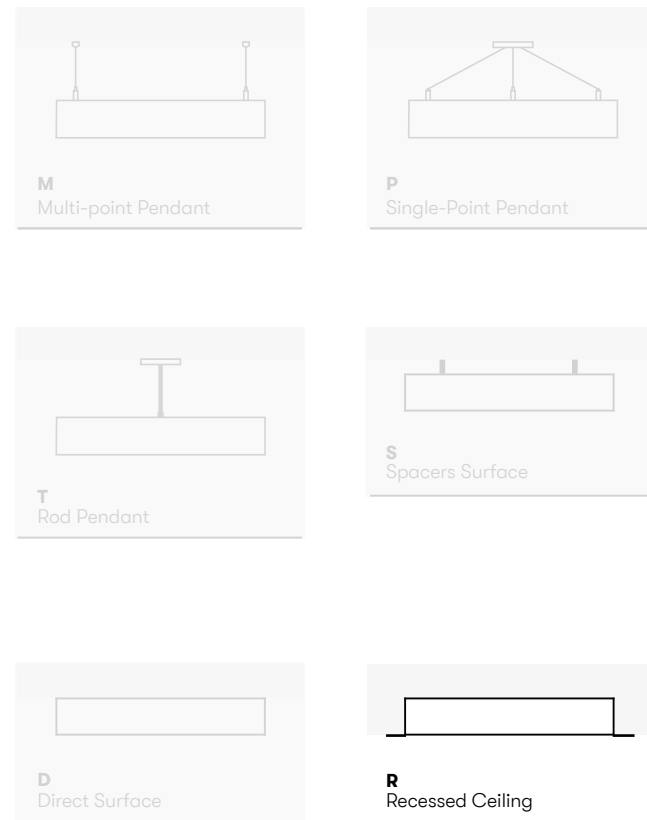 M
Multi-point Pendant
P
Single-Point Pendant
T
Rod Pendant
S
Spacers Surface
D
Direct Surface
R
Recessed Ceiling